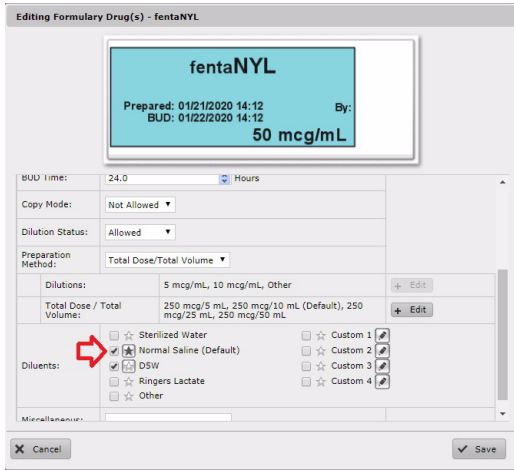 Editing Formulary Drug(s) - fentaNYL
fentaNYL
Prepared: 01/21/2020 14:12 By:
BUD: 01/22/2020 14:12
50 mcg/mL
BUD Time: 24.0 Hours
Copy Mode: Not Allowed
Dilution Status: Allowed
Preparation
Method: Total Dose/Total Volume
Dilutions: 5 mcg/mL, 10 mcg/mL, Other + Edit
Total Dose / Total
Volume: 250 mcg/5 mL, 250 mcg/10 mL (Default), 250
mcg/25 mL, 250 mcg/50 mL + Edit
Diluents:
Sterilized Water Custom 1
Normal Saline (Default) Custom 2
D5W Custom 3
Ringers Lactate Custom 4
Other
Miscellaneous:
X Cancel
Save